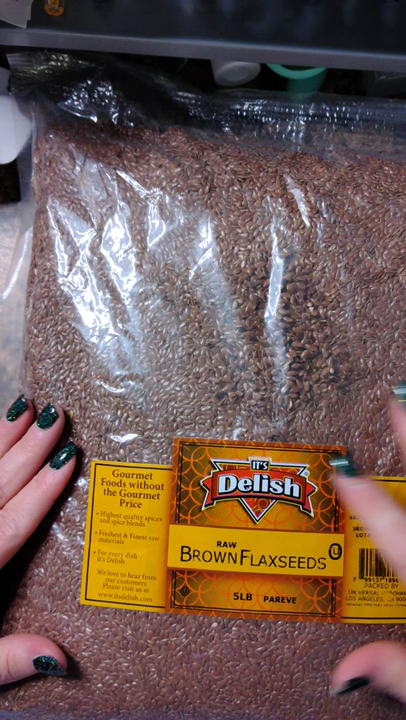 Gourmet
Foods without
the Gourmet
Price
• Highest quality spices
and spice blends
• Freshest & Finest raw
materials
• For every dish
It's Delish
We love to hear from
our customers
Please visit us at
www.itsdelish.com
IT'S
Delish
RAW
BROWN FLAXSEEDS
U
5LB PAREVE
LOT
PACKED BY
LOS ANGELES, CA